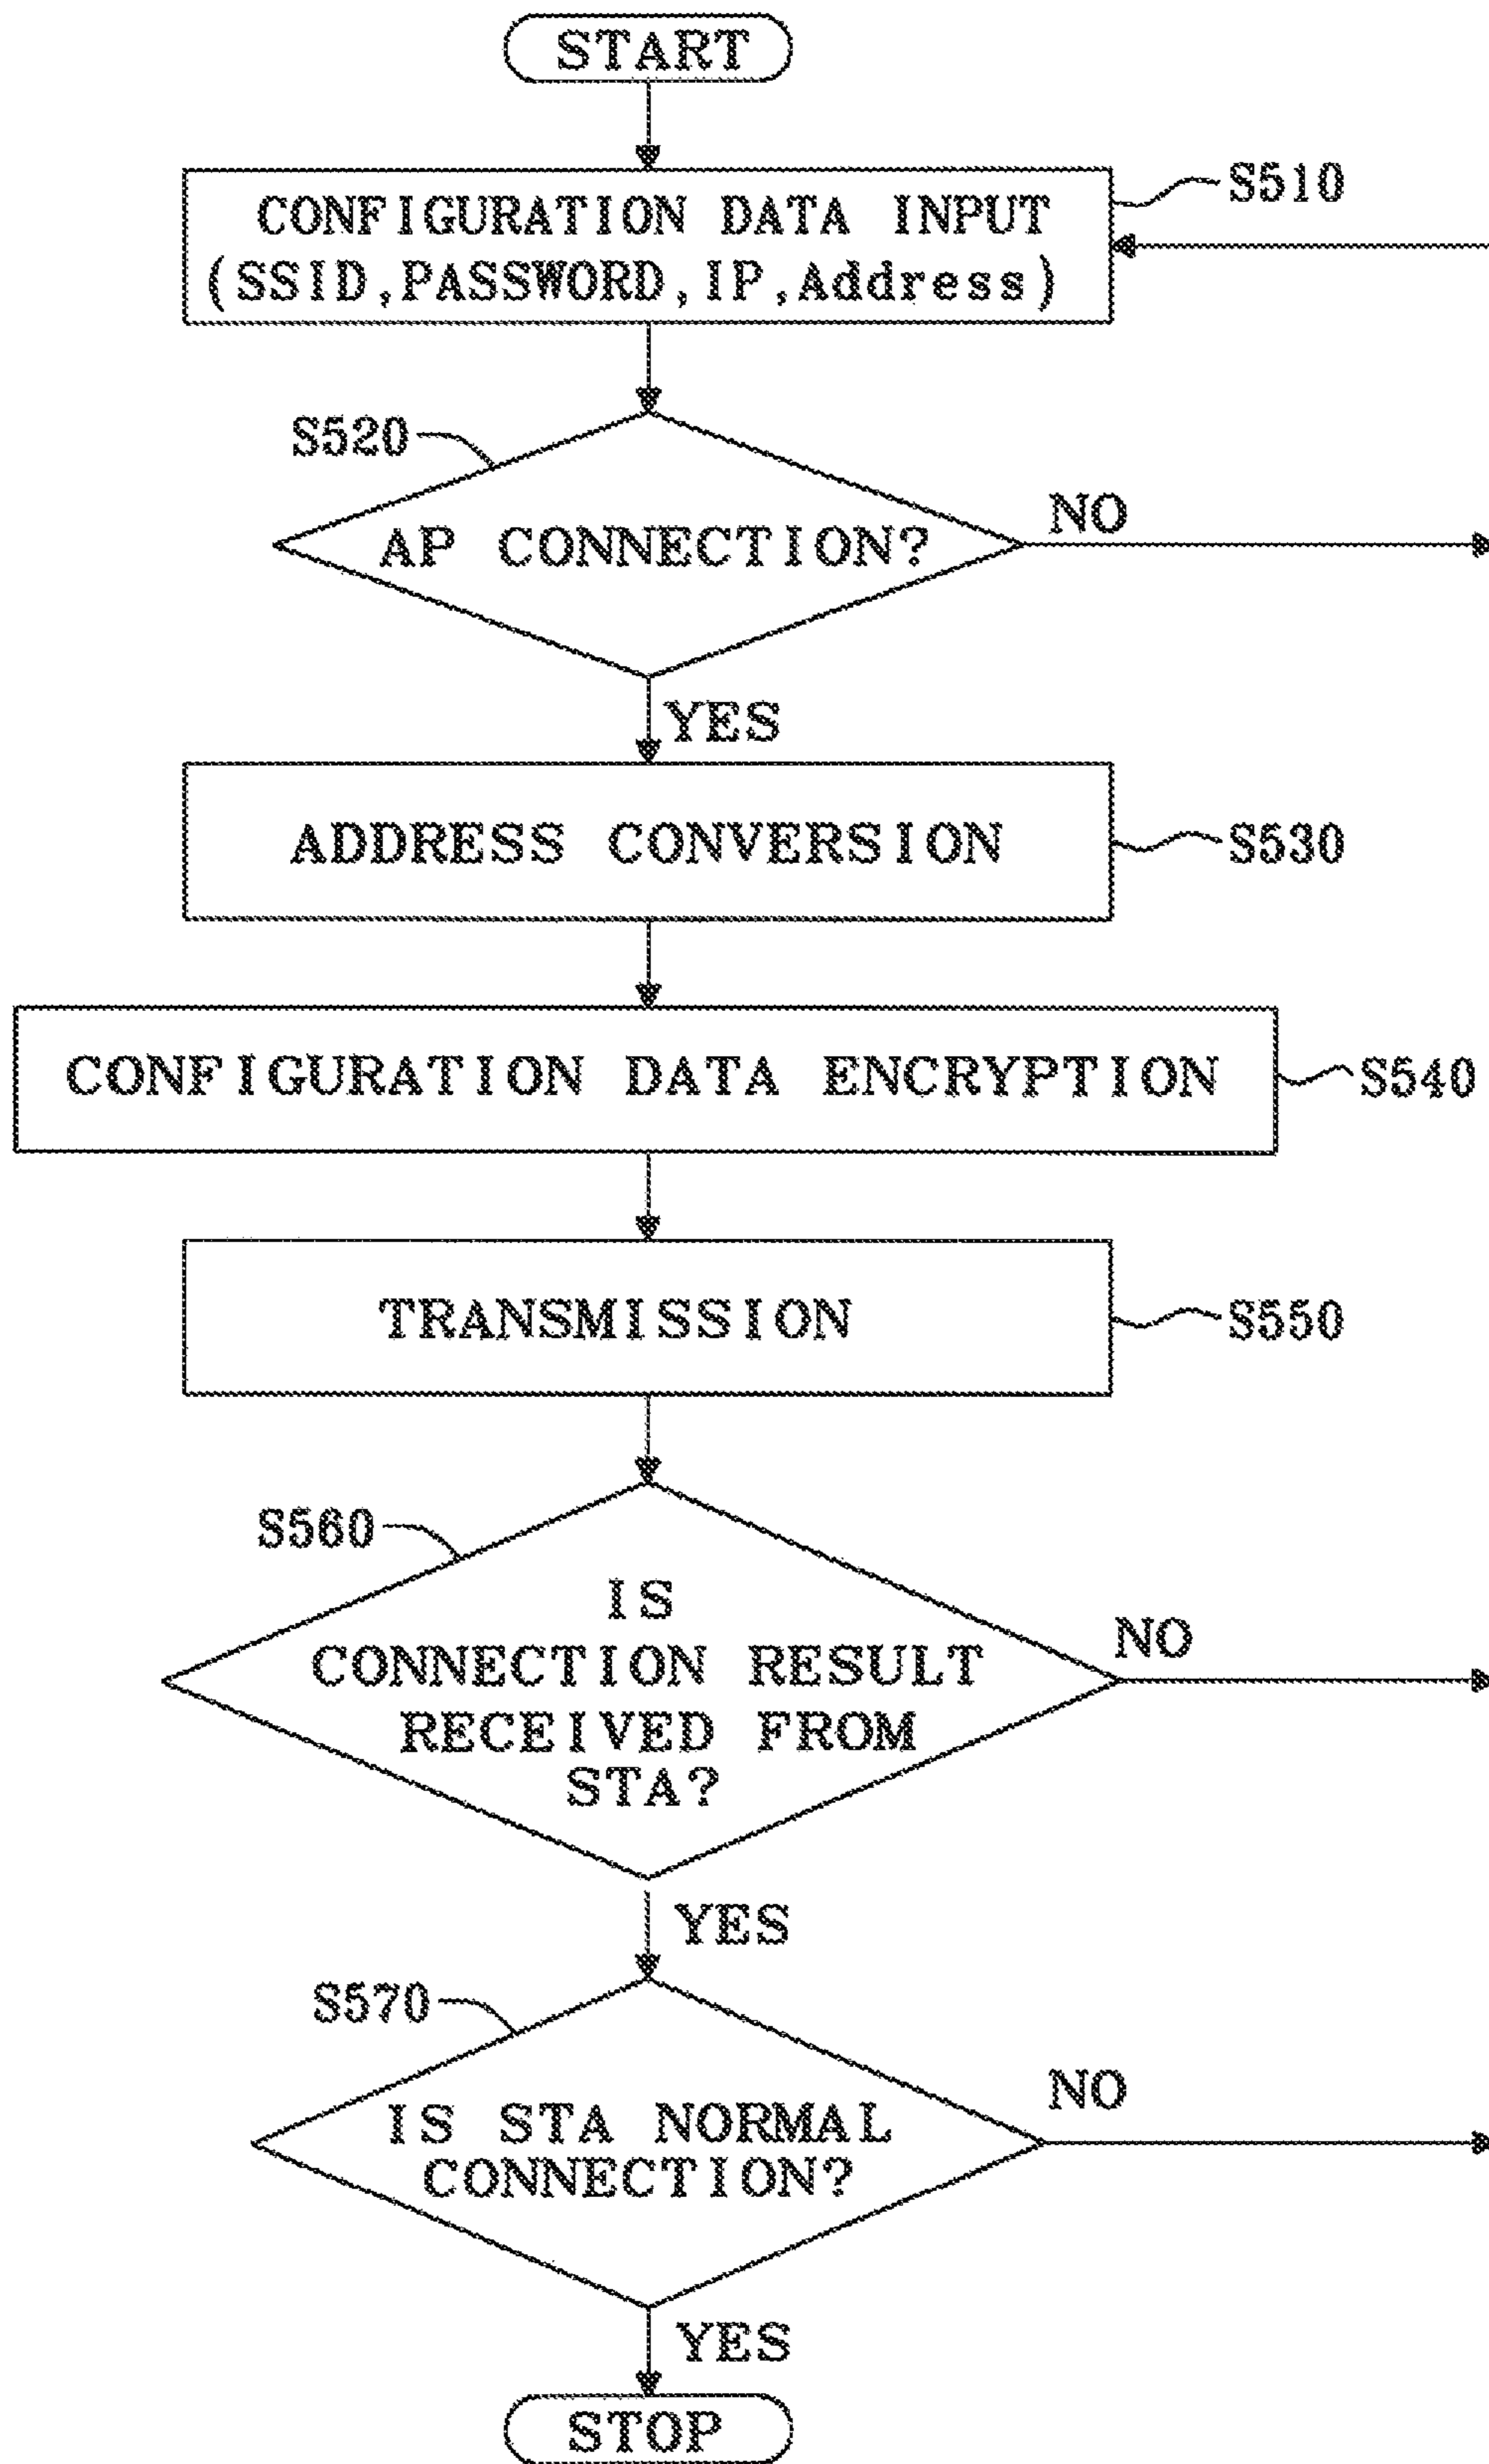 START
CONFIGURATION DATA INPUT
(SSID,PASSWORD,IP,Address)
S510
S520
AP CONNECTION?
NO
YES
ADDRESS CONVERSION
S530
CONFIGURATION DATA ENCRYPTION
S540
TRANSMISSION
S550
S560
IS
CONNECTION RESULT
RECEIVED FROM
STA?
NO
YES
S570
IS STA NORMAL
CONNECTION?
NO
YES
STOP